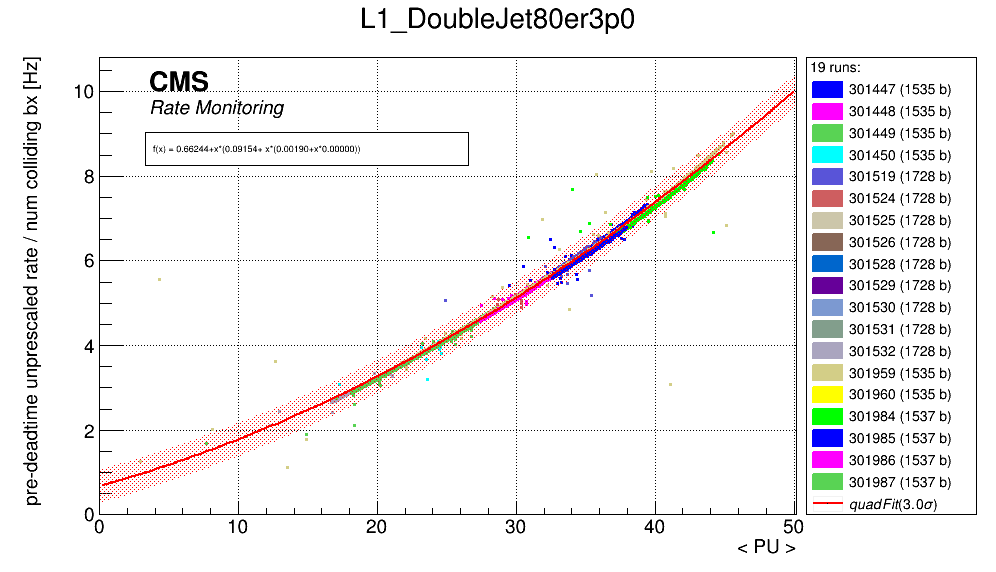 L1_DoubleJet80er3p0
pre-deadtime unprescaled rate / num colliding bx [Hz]
CMS
Rate Monitoring
f(x) = 0.66244+x*(0.09154+ x*(0.00190+x*0.00000))
10
8
6
4
2
0
0 10 20 30 40 50
< PU >
19 runs:
301447 (1535 b)
301448 (1535 b)
301449 (1535 b)
301450 (1535 b)
301519 (1728 b)
301524 (1728 b)
301525 (1728 b)
301526 (1728 b)
301528 (1728 b)
301529 (1728 b)
301530 (1728 b)
301531 (1728 b)
301532 (1728 b)
301959 (1535 b)
301960 (1535 b)
301984 (1537 b)
301985 (1537 b)
301986 (1537 b)
301987 (1537 b)
quadFit(3.0σ)